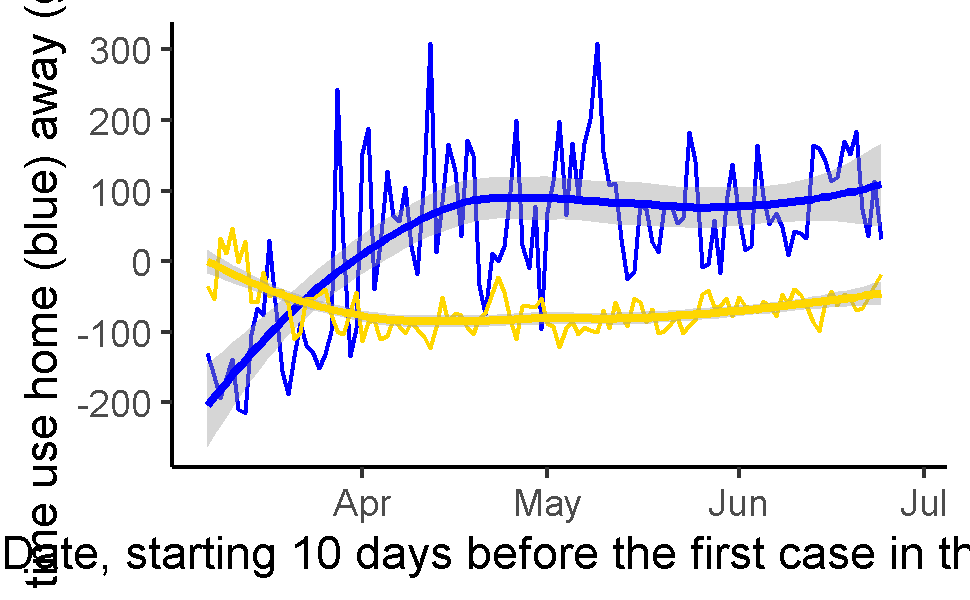 time use home (blue) away (
300
200
100
0
-100
-200
Apr May Jun Jul
Date, starting 10 days before the first case in th